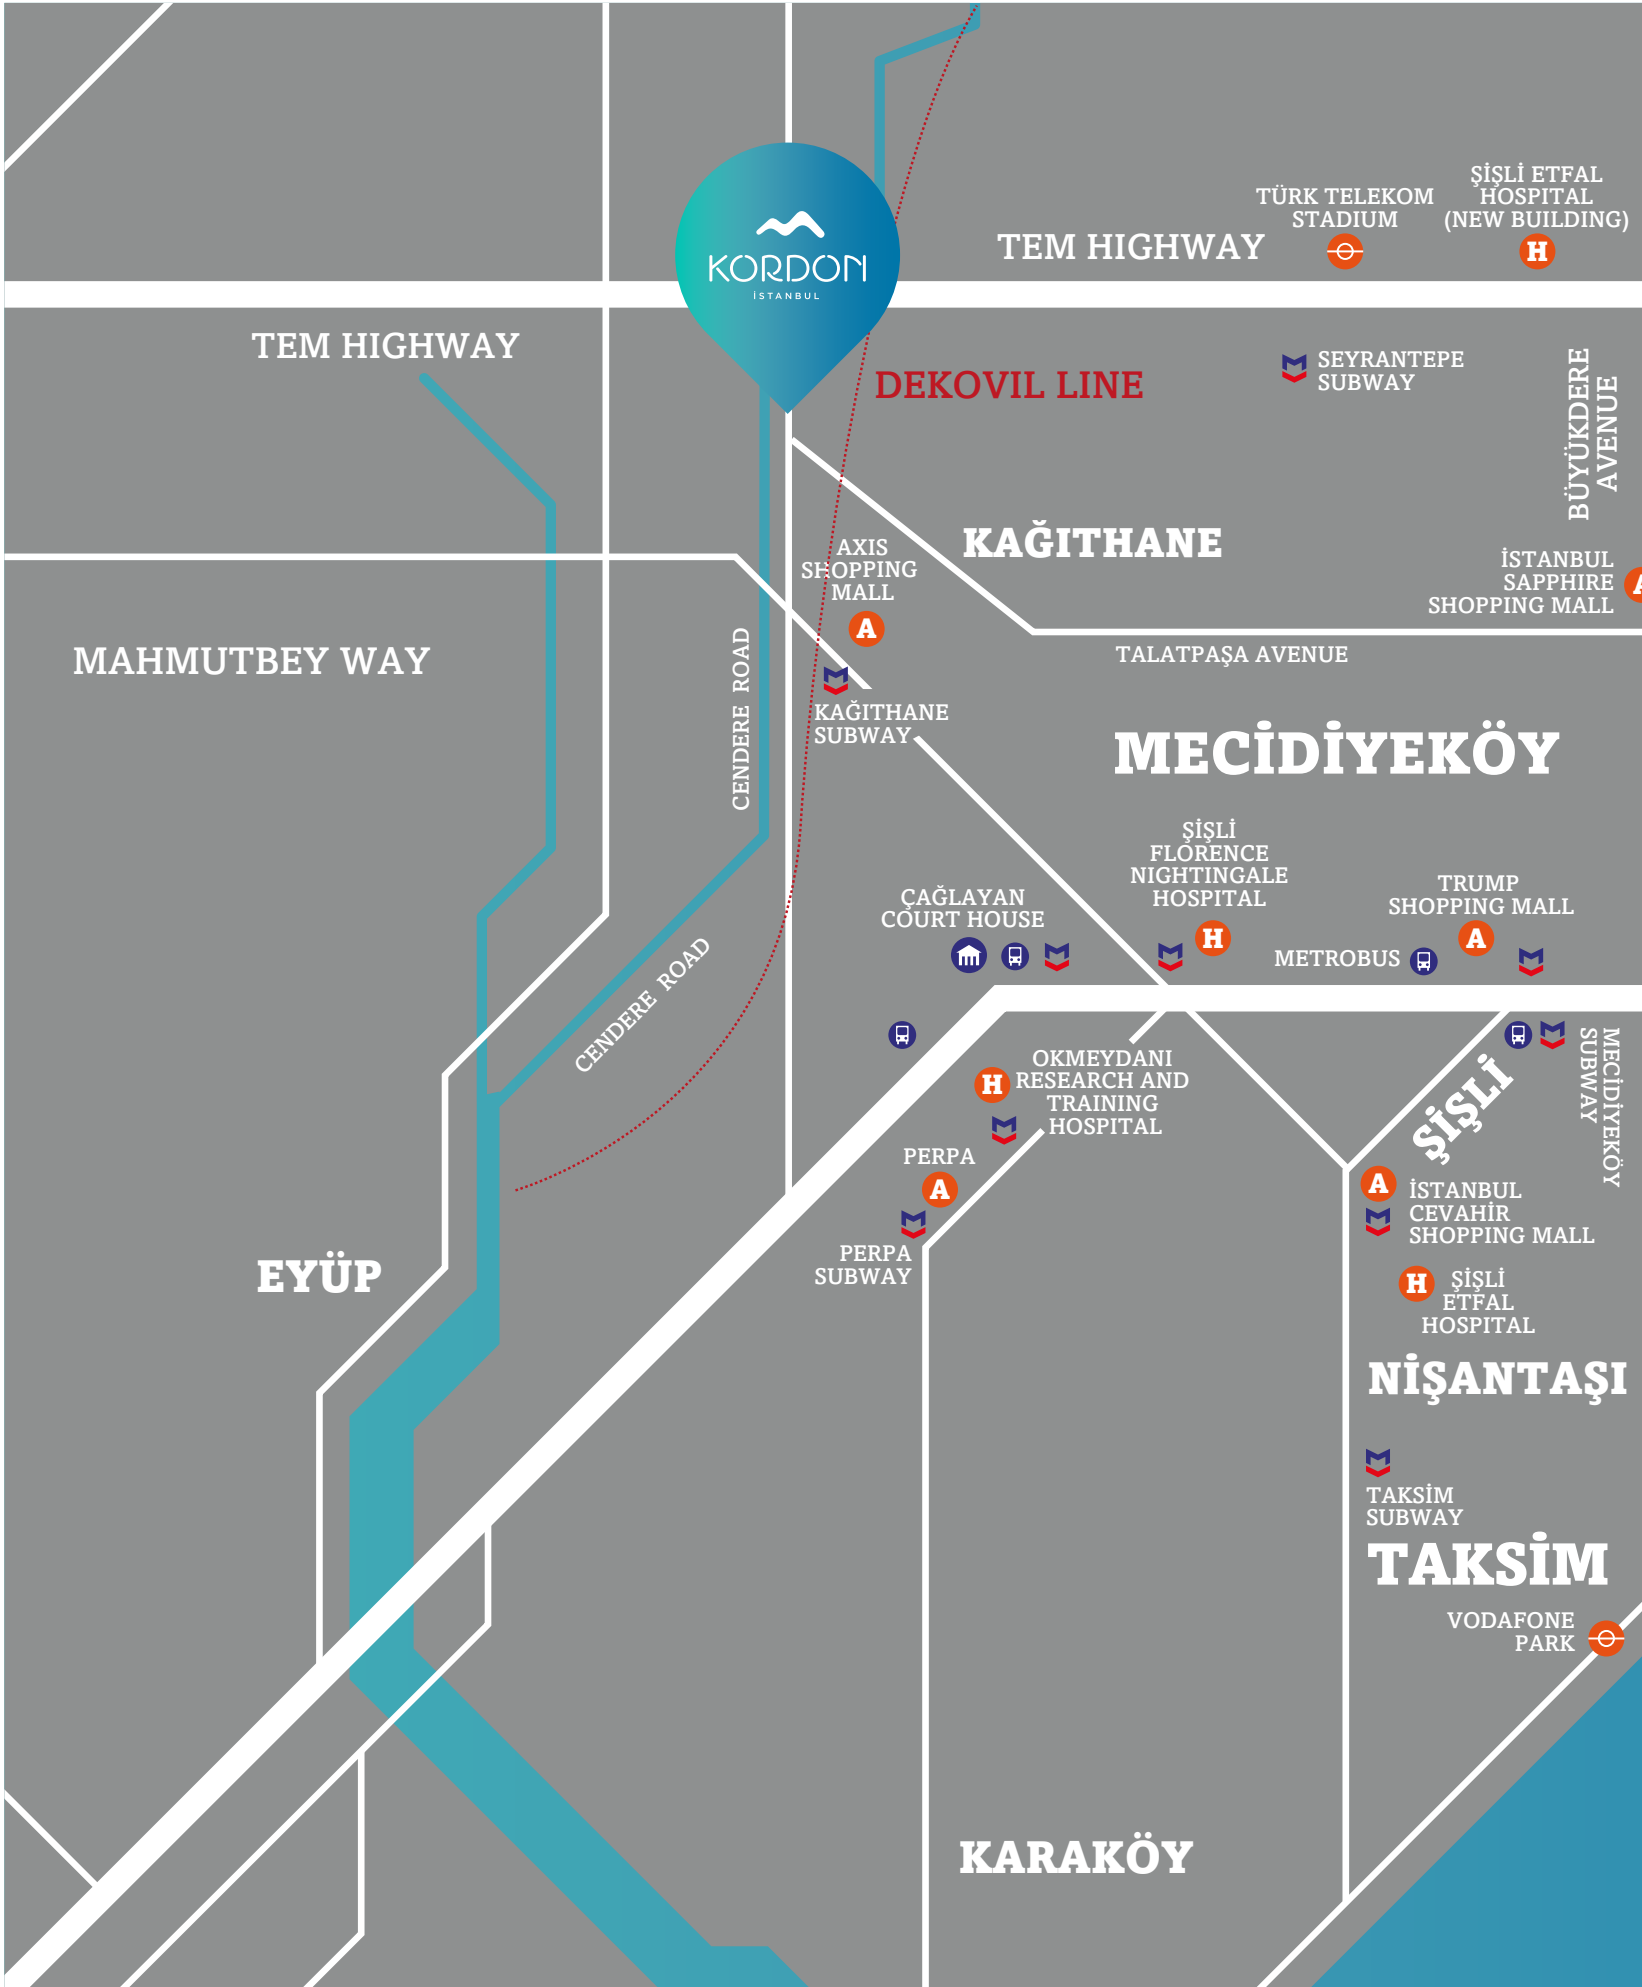 ŞİŞLİ ETFAL
HOSPITAL
(NEW BUILDING)
TÜRK TELEKOM
STADIUM
TEM HIGHWAY
H
KORDON
İSTANBUL
TEM HIGHWAY
DEKOVIL LINE
SEYRANTEPE
SUBWAY
BÜYÜKDERE
AVENUE
KAĞITHANE
AXIS
SHOPPING
MALL
A
İSTANBUL
SAPPHIRE
SHOPPING MALL
A
TALATPAŞA AVENUE
MAHMUTBEY WAY
CENDERE ROAD
KAĞITHANE
SUBWAY
MECİDİYEKÖY
ŞİŞLİ
FLORENCE
NIGHTINGALE
HOSPITAL
H
TRUMP
SHOPPING MALL
A
ÇAĞLAYAN
COURT HOUSE
METROBUS
CENDERE ROAD
OKMEYDANI
RESEARCH AND
TRAINING
HOSPITAL
H
MECİDİYEKÖY
SUBWAY
ŞİŞLİ
PERPA
A
PERPA
SUBWAY
A
İSTANBUL
CEVAHİR
SHOPPING MALL
EYÜP
H
ŞİŞLİ
ETFAL
HOSPITAL
NİŞANTAŞI
TAKSİM
SUBWAY
TAKSİM
VODAFONE
PARK
KARAKÖY